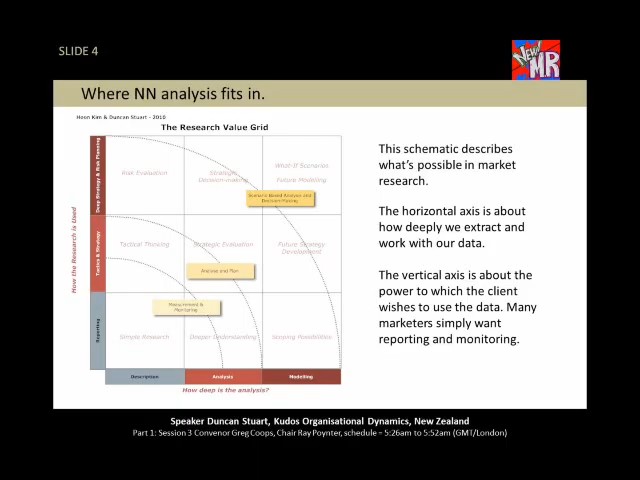 SLIDE 4
NEW!
MR
Where NN analysis fits in.
Hoon Kim & Duncan Stuart - 2010
The Research Value Grid
How the Research is Used
Deep Strategy & Risk Planning
Tactics & Strategy
Reporting
Risk Evaluation
Strategic
Decision-making
What-If Scenarios
Future Modelling
Scenario Based Analysis and
Decision-Making
Tactical Thinking
Strategic Evaluation
Future Strategy
Development
Analyse and Plan
Measurement &
Monitoring
Simple Research
Deeper Understanding
Scoping Possibilities
Description
Analysis
Modelling
How deep is the analysis?
This schematic describes
what's possible in market
research.
The horizontal axis is about
how deeply we extract and
work with our data.
The vertical axis is about the
power to which the client
wishes to use the data. Many
marketers simply want
reporting and monitoring.
Speaker Duncan Stuart, Kudos Organisational Dynamics, New Zealand
Part 1: Session 3 Convenor Greg Coops, Chair Ray Poynter, schedule = 5:26am to 5:52am (GMT/London)